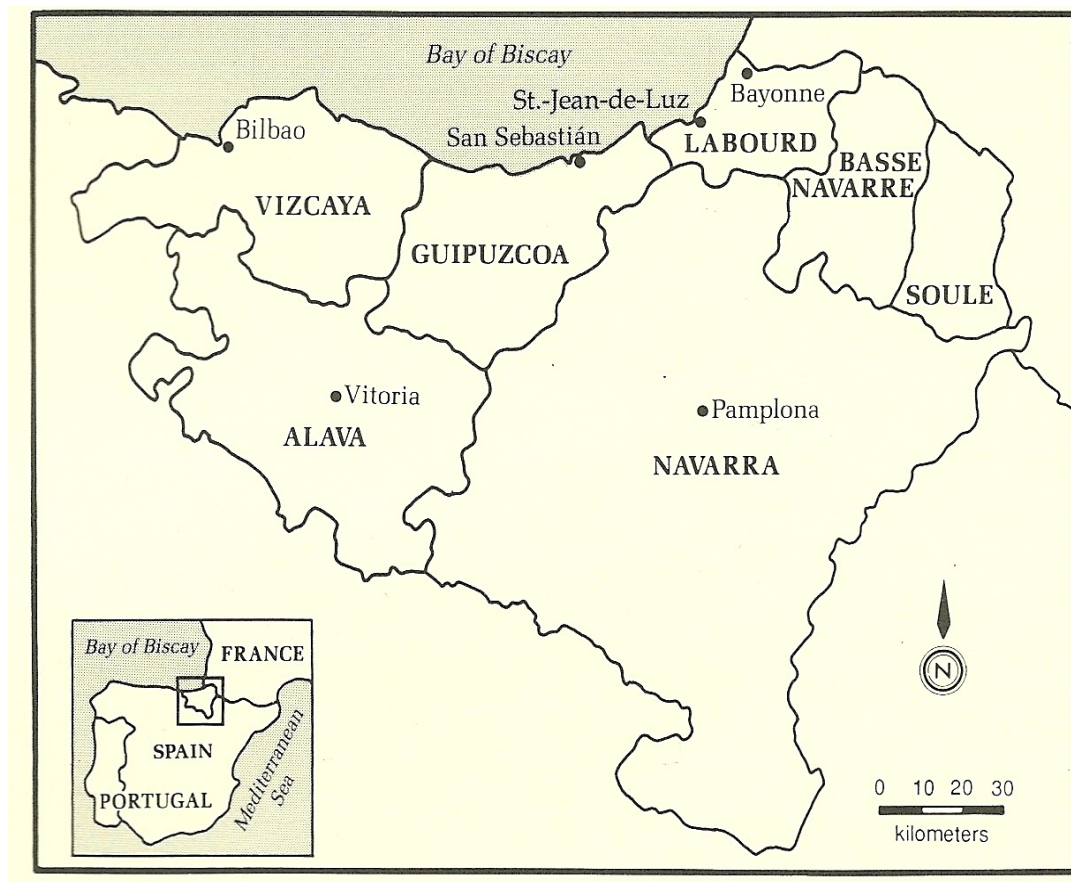 Bay of Biscay
St.-Jean-de-Luz
Bayonne
Bilbao
San Sebastián
LABOURD
BASSE
NAVARRE
VIZCAYA
GUIPUZCOA
SOULE
Vitoria
Pamplona
ALAVA
NAVARRA
N
Bay of Biscay
FRANCE
SPAIN
PORTUGAL
Mediterranean
Sea
0 10 20 30
kilometers